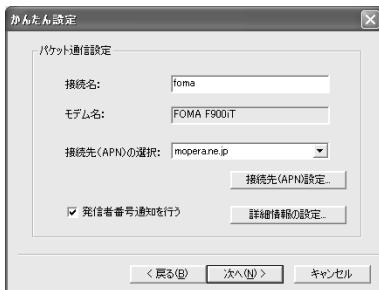 かんたん設定
パケット通信設定
接続名: foma
モデム名: FOMA F900iT
接続先(APN)の選択: mopera.ne.jp
接続先(APN)設定...
発信者番号通知を行う 詳細情報の設定...
< 戻る(B) 次へ(N) > キャンセル